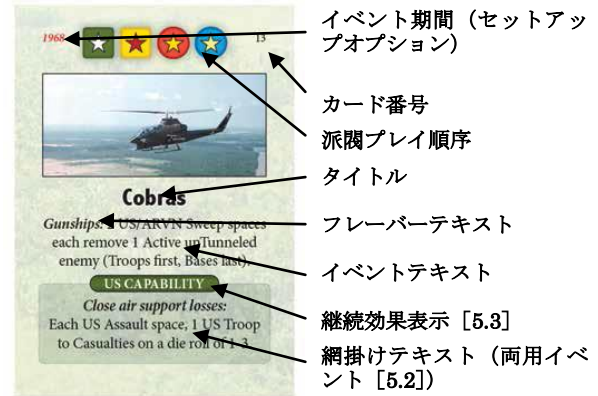 1968
13
Cobras
Gunships: US/ARVN Sweep spaces
each remove 1 Active unTunneled
enemy (Troops first, Bases last).
US CAPABILITY
Close air support losses:
Each US Assault space, 1 US Troop
to Casualties on a die roll of 1-3
イベント期間（セットアッ
プオプション）
カード番号
派閥プレイ順序
タイトル
フレーバーテキスト
イベントテキスト
継続効果表示［5.3］
網掛けテキスト（両用イベ
ント［5.2］）